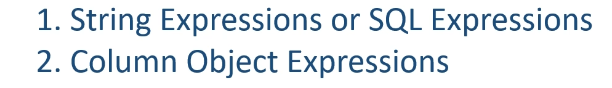 1. String Expressions or SQL Expressions
2. Column Object Expressions